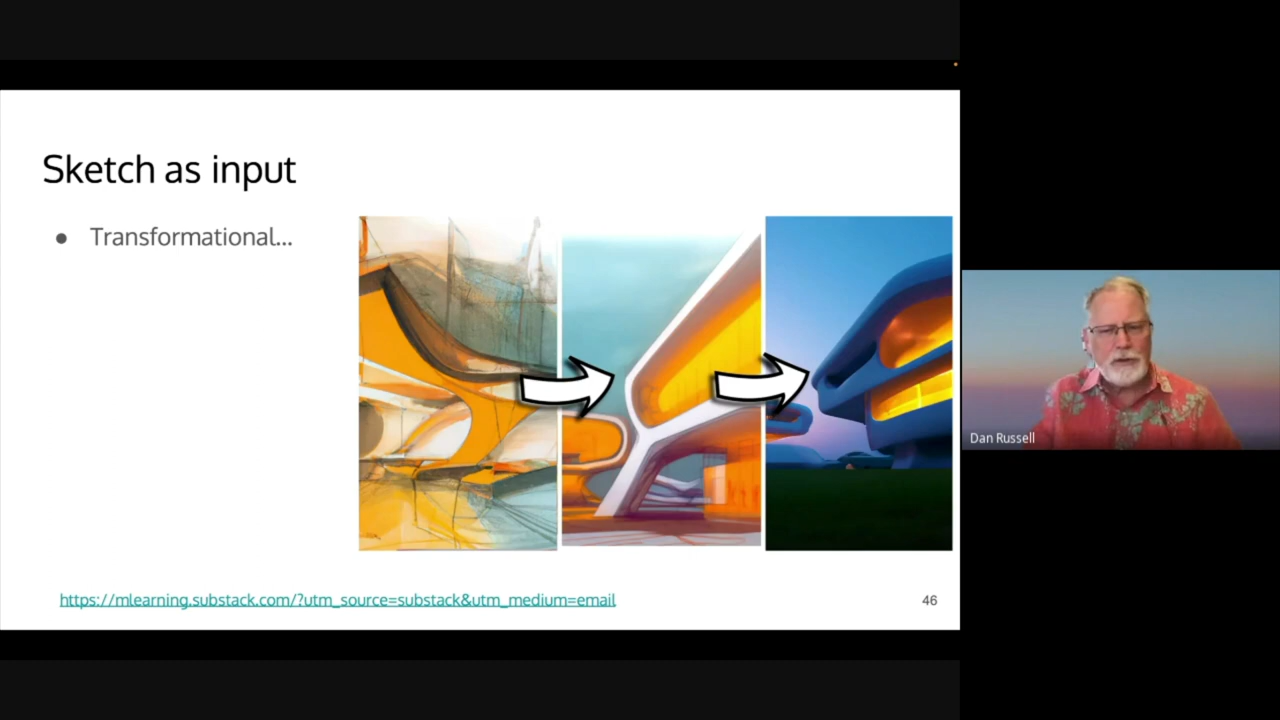 Sketch as input
● Transformational...
https://mlearning.substack.com/?utm_source=substack&utm_medium=email
46
Dan Russell